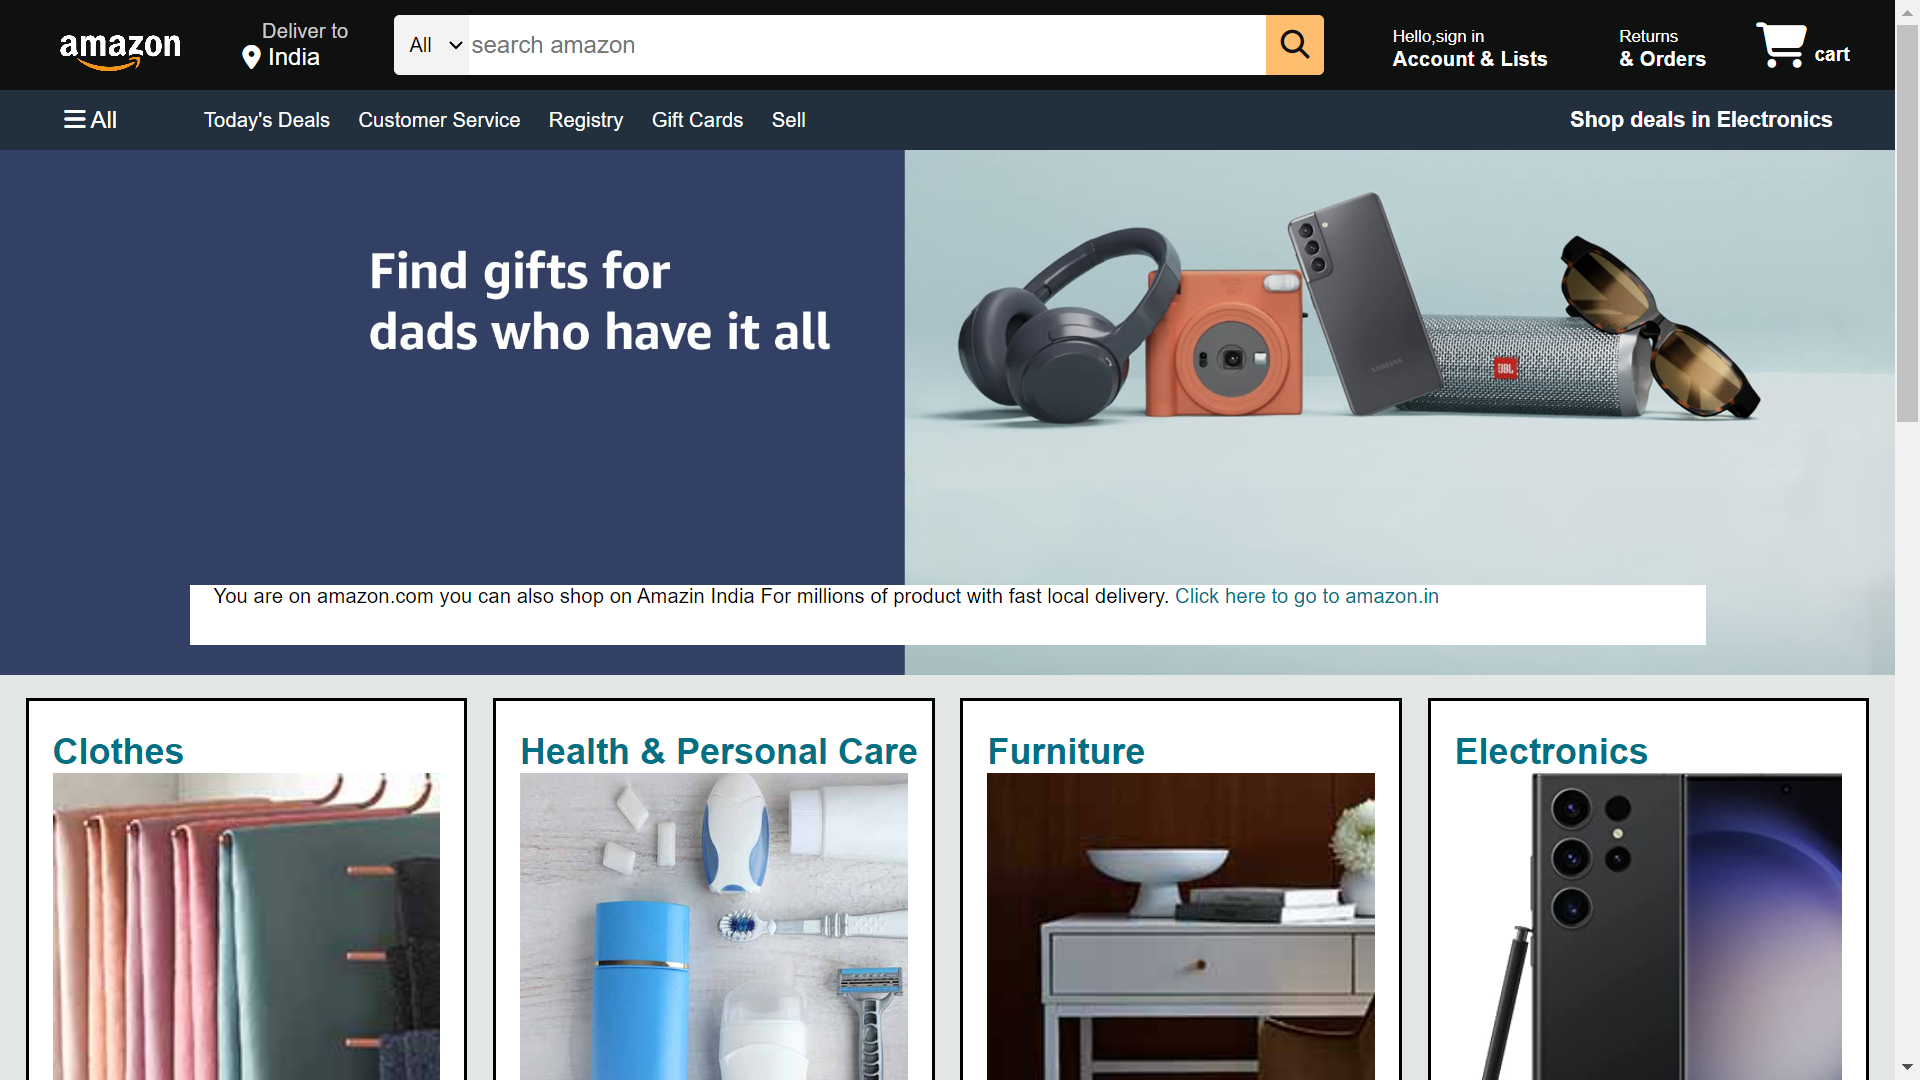 amazon
Deliver to
India
All
search amazon
Hello,sign in
Account & Lists
Returns
& Orders
cart
All
Today's Deals
Customer Service
Registry
Gift Cards
Sell
Shop deals in Electronics
Find gifts for
dads who have it all
SAMSUNG
JBL
You are on amazon.com you can also shop on Amazin India For millions of product with fast local delivery. Click here to go to amazon.in
Clothes
Health & Personal Care
Furniture
Electronics